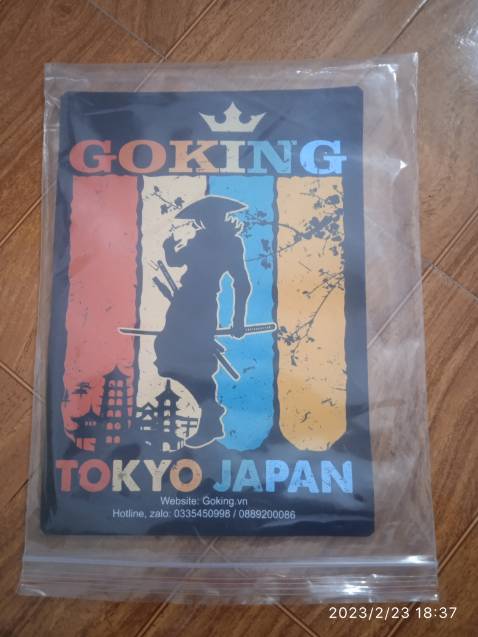 GOKING
TOKYO JAPAN
Website: Goking.vn
Hotline, zalo: 0335450998 / 0889200086
2023/2/23 18:37